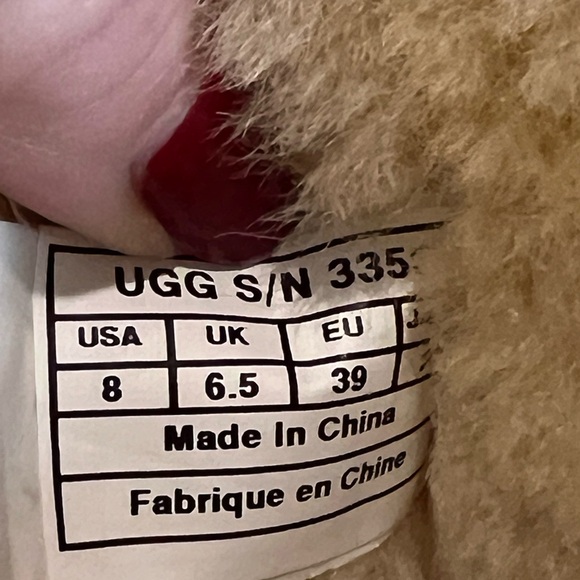 UGG S/N 335
USA UK EU
8 6.5 39
Made In China
Fabrique en Chine